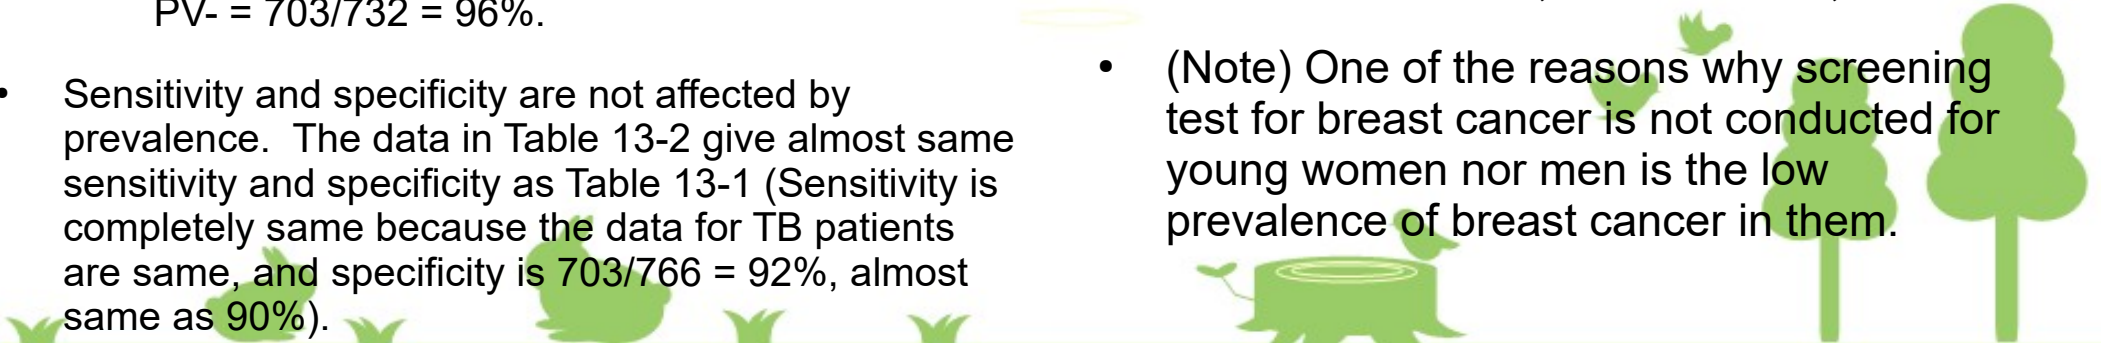 PV- = 703/732 = 96%.
• Sensitivity and specificity are not affected by
prevalence.  The data in Table 13-2 give almost same
sensitivity and specificity as Table 13-1 (Sensitivity is
completely same because the data for TB patients
are same, and specificity is 703/766 = 92%, almost
same as 90%).
• (Note) One of the reasons why screening
test for breast cancer is not conducted for
young women nor men is the low
prevalence of breast cancer in them.